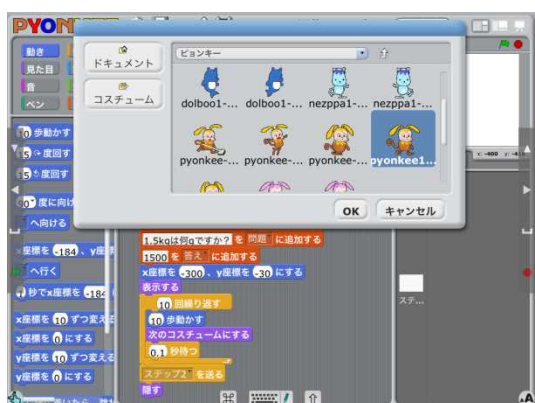 PYON
動き
見た目
音
ペン
ドキュメント
コスチューム
ピョンキー
dolboo1-... dolboo1-... nezppa1-... nezppa1-...
pyonkee-... pyonkee-... pyonkee-... pyonkee1...
OK キャンセル
10 歩動かす
15 度回す
15 度回す
90 度に向け
へ向ける
x座標を -184 、y座
へ行く
秒でx座標を -184
x座標を 10 ずつ変える
x座標を 0 にする
y座標を 10 ずつ変える
y座標を 0 にする
1.5kgは何gですか? を 問題 に追加する
1500 を 答え に追加する
x座標を -300 、y座標を -30 にする
表示する
10 回繰り返す
10 歩動かす
次のコスチュームにする
0.1 秒待つ
ステップ2 を送る
隠す
x: -400
ステ...
A